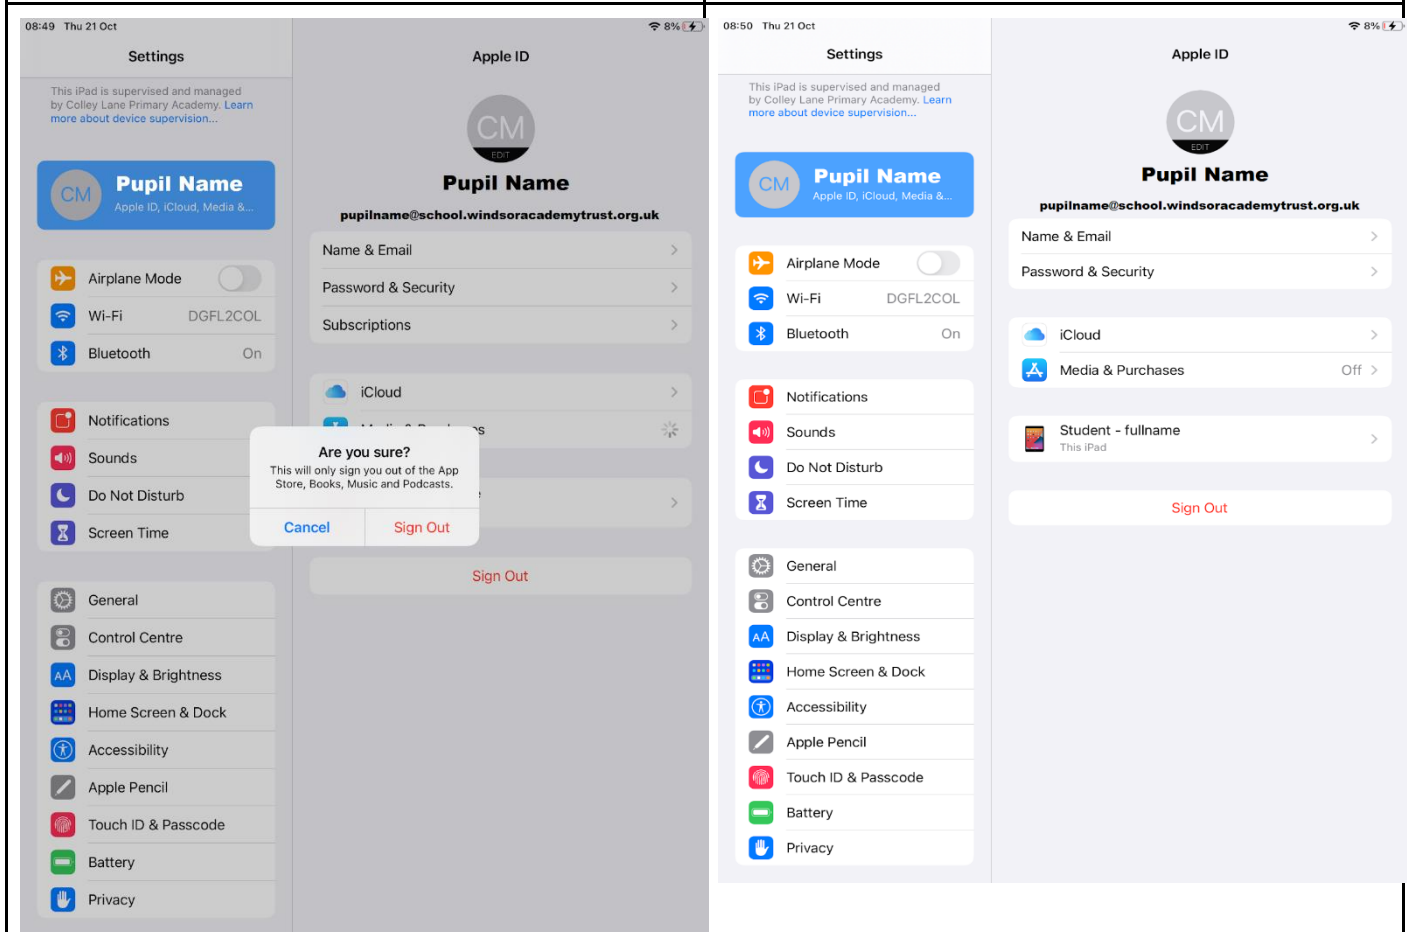 08:49 Thu 21 Oct
8%
Settings
This iPad is supervised and managed
by Colley Lane Primary Academy. Learn
more about device supervision...
CM
Pupil Name
Apple ID, iCloud, Media &...
Airplane Mode
Wi-Fi DGFL2COL
Bluetooth On
Notifications
Sounds
Do Not Disturb
Screen Time
General
Control Centre
AA Display & Brightness
Home Screen & Dock
Accessibility
Apple Pencil
Touch ID & Passcode
Battery
Privacy
Apple ID
CM
EDIT
Pupil Name
pupilname@school.windsoracademytrust.org.uk
Name & Email
Password & Security
Subscriptions
iCloud
Are you sure?
This will only sign you out of the App
Store, Books, Music and Podcasts.
Cancel Sign Out
Sign Out
08:50 Thu 21 Oct
8%
Settings
This iPad is supervised and managed
by Colley Lane Primary Academy. Learn
more about device supervision...
CM
Pupil Name
Apple ID, iCloud, Media &...
Airplane Mode
Wi-Fi DGFL2COL
Bluetooth On
Notifications
Sounds
Do Not Disturb
Screen Time
General
Control Centre
AA Display & Brightness
Home Screen & Dock
Accessibility
Apple Pencil
Touch ID & Passcode
Battery
Privacy
Apple ID
CM
EDIT
Pupil Name
pupilname@school.windsoracademytrust.org.uk
Name & Email
Password & Security
iCloud
Media & Purchases Off
Student - fullname
This iPad
Sign Out